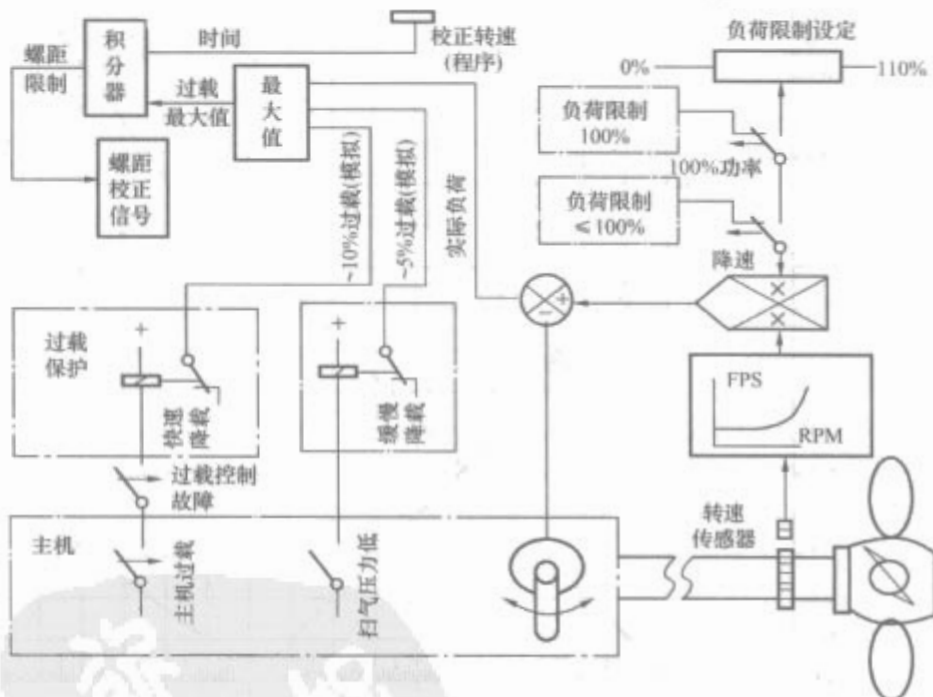 积
分
器
时间
螺距
限制
校正转速
(程序)
过载
最大值
最
大
值
螺距
校正
信号
负荷限制设定
0%
110%
负荷限制
100%
100%功率
负荷限制
≤100%
降速
~10%过载(模拟)
~5%过载(模拟)
实际负荷
+
−
过载
保护
+
快速
降载
+
缓慢
降载
FPS
RPM
过载控制
故障
转速
传感器
主机
主机过载
扫气压力低